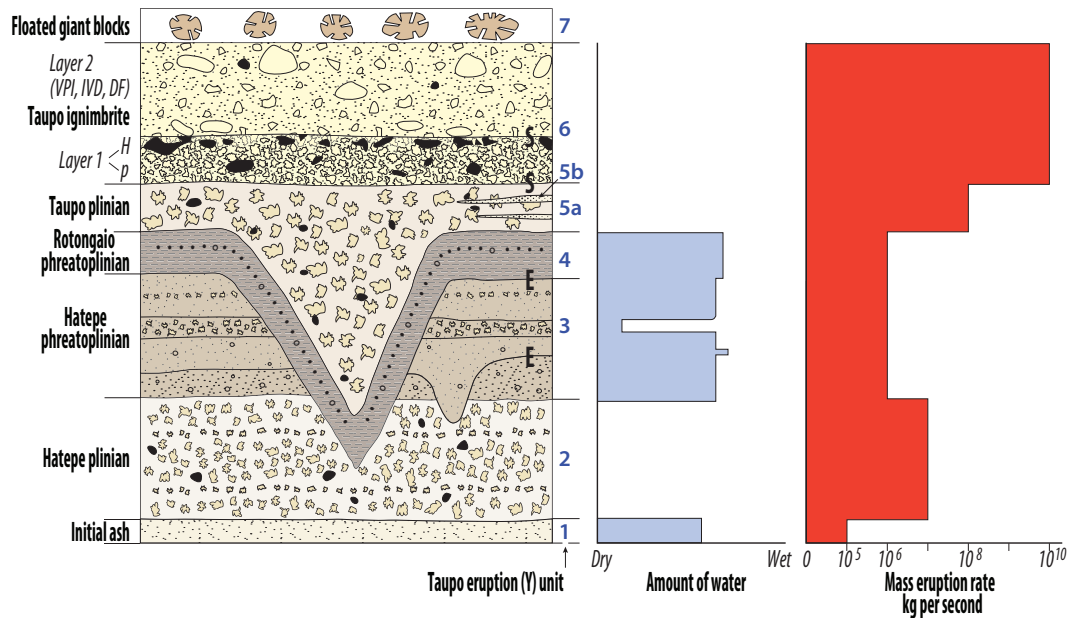 Floated giant blocks
7
Layer 2
(VPI, IVD, DF)
Taupo ignimbrite
6
S
Layer 1
H
p
S
5b
Taupo plinian
5a
Rotongaio
phreatoplinian
4
E
Hatepe
phreatoplinian
3
E
Hatepe plinian
2
Initial ash
1
Taupo eruption (Y) unit
Dry
Wet
Amount of water
0
10⁵
10⁶
10⁸
10¹⁰
Mass eruption rate
kg per second